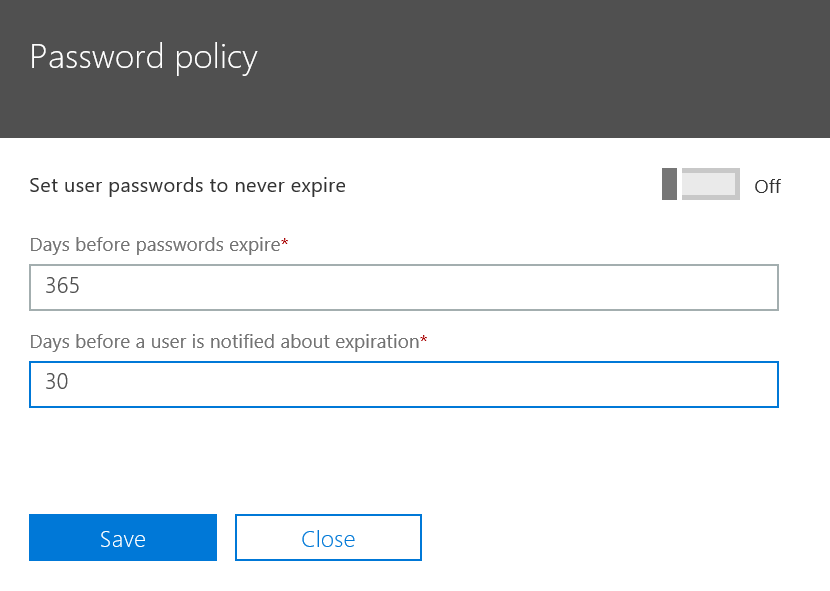 Password policy
Set user passwords to never expire
Off
Days before passwords expire*
365
Days before a user is notified about expiration*
30
Save
Close